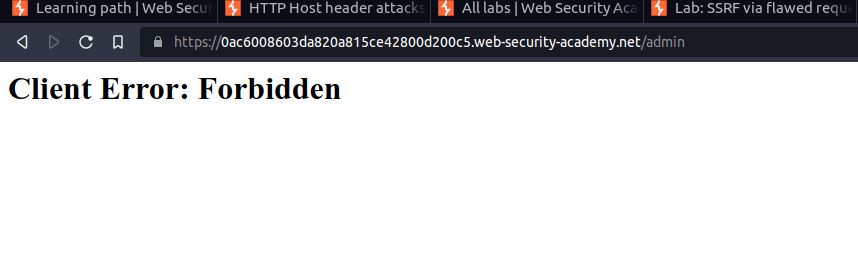 Learning path | Web Secur
HTTP Host header attacks
All labs | Web Security Aca
Lab: SSRF via flawed reque
https://0ac6008603da820a815ce42800d200c5.web-security-academy.net/admin
Client Error: Forbidden